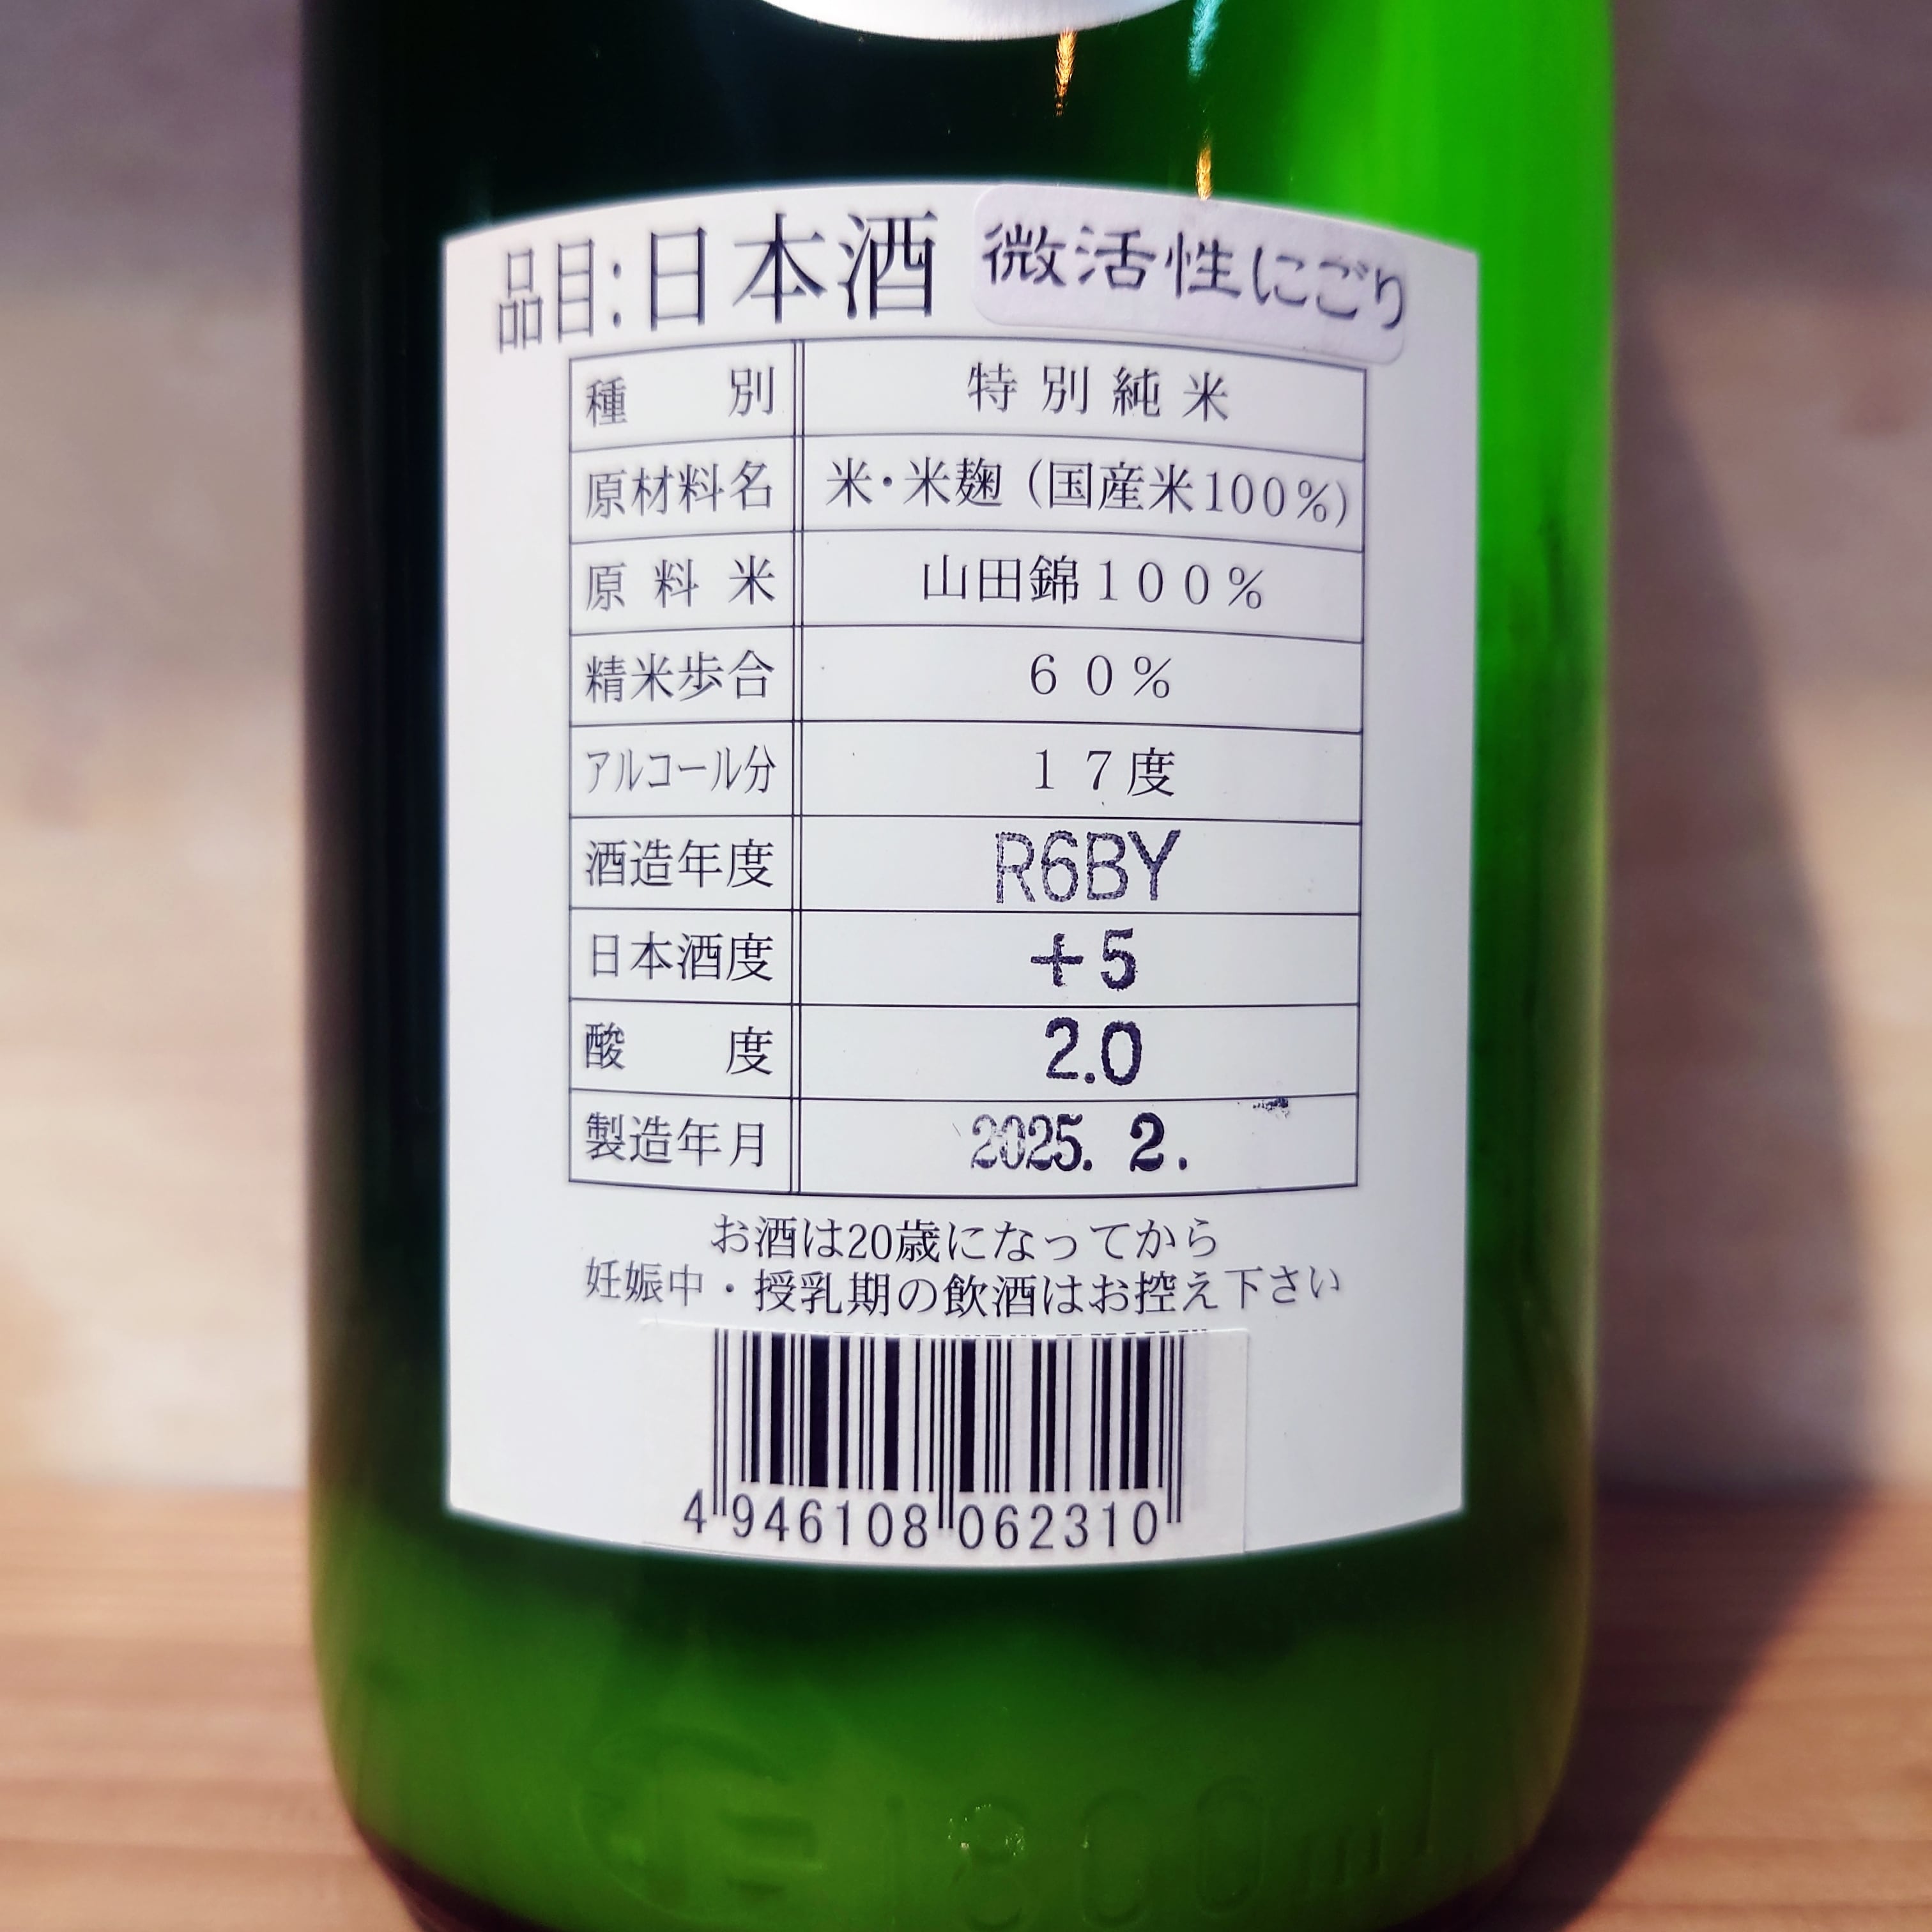 品目:日本酒 微活性にごり
種別 特別純米
原材料名 米・米麹(国産米100%)
原料米 山田錦100%
精米歩合 60%
アルコール分 17度
酒造年度 R6BY
日本酒度 +5
酸度 2.0
製造年月 2025. 2.
お酒は20歳になってから
妊娠中・授乳期の飲酒はお控え下さい
4 946108 062310
1800ml